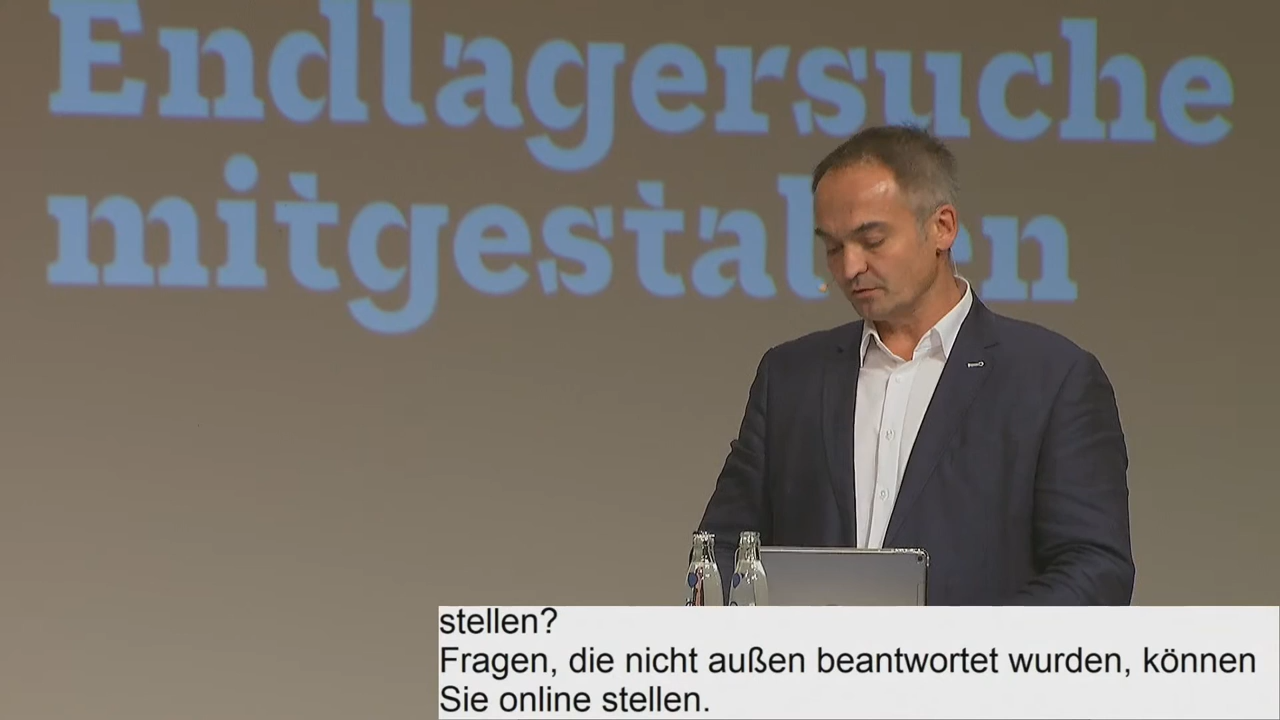 Endlagersuche
mitgestalten
stellen?
Fragen, die nicht außen beantwortet wurden, können
Sie online stellen.